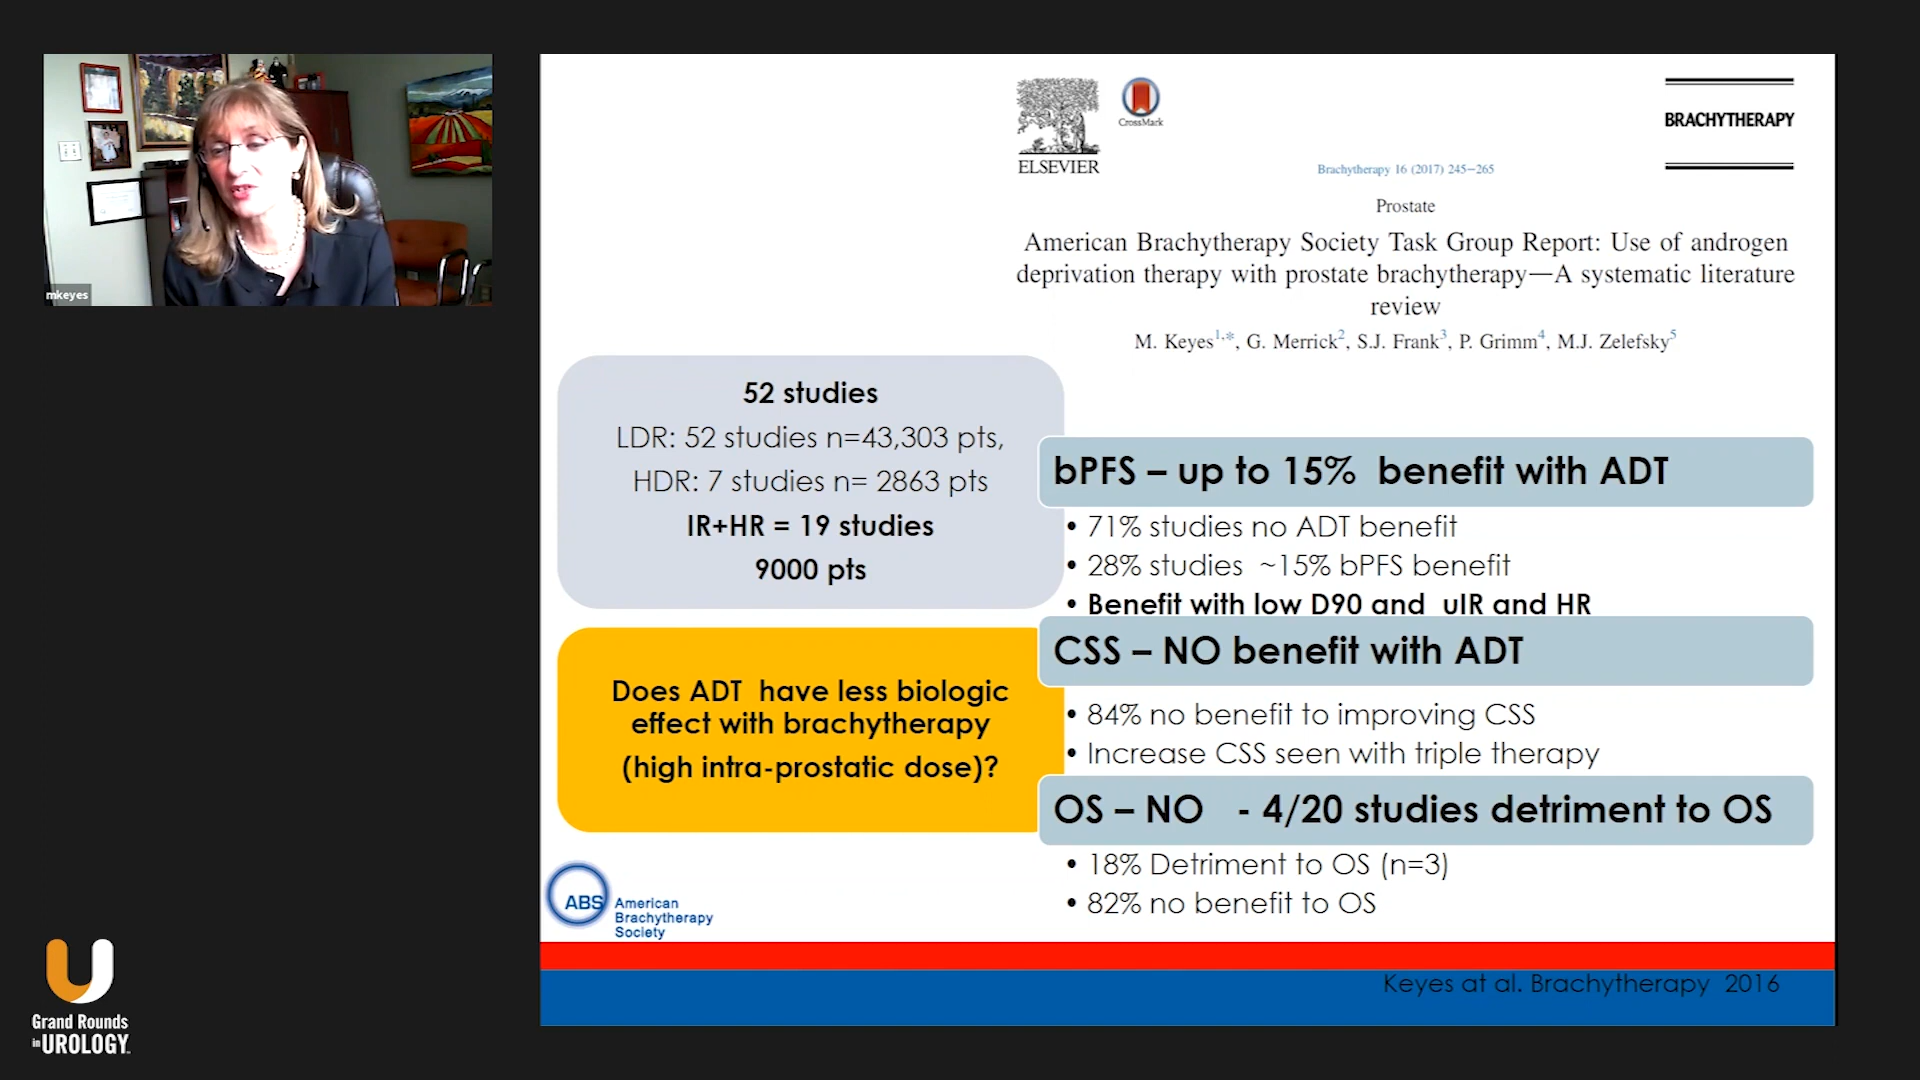 mkeyes
ELSEVIER
CrossMark
BRACHYTHERAPY
Brachytherapy 16 (2017) 245–265
Prostate
American Brachytherapy Society Task Group Report: Use of androgen
deprivation therapy with prostate brachytherapy—A systematic literature
review
M. Keyes1,*, G. Merrick2, S.J. Frank3, P. Grimm4, M.J. Zelefsky5
52 studies
LDR: 52 studies n=43,303 pts,
HDR: 7 studies n= 2863 pts
IR+HR = 19 studies
9000 pts
Does ADT have less biologic
effect with brachytherapy
(high intra-prostatic dose)?
bPFS – up to 15% benefit with ADT
• 71% studies no ADT benefit
• 28% studies ~15% bPFS benefit
• Benefit with low D90 and uIR and HR
CSS – NO benefit with ADT
• 84% no benefit to improving CSS
• Increase CSS seen with triple therapy
OS – NO - 4/20 studies detriment to OS
• 18% Detriment to OS (n=3)
• 82% no benefit to OS
ABS American
Brachytherapy
Society
Keyes at al. Brachytherapy 2016
Grand Rounds
in UROLOGY